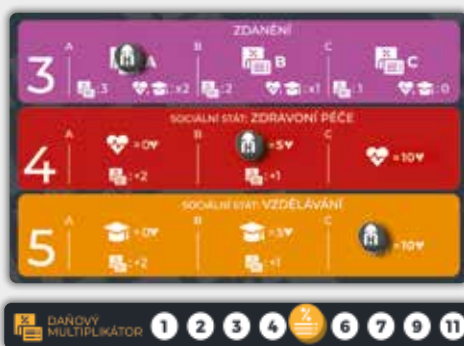 ZDANĚNÍ
A B C
3 A B C
:3 :x2 :2 :x1 :1 :0
SOCIÁLNÍ STÁT: ZDRAVONÍ PÉČE
A B C
4 =0 H =5 =10
:+2 :+1
SOCIÁLNÍ STÁT: VZDĚLÁVÁNÍ
A B C
5 =0 =5 H =10
:+2 :+1
DAŇOVÝ
MULTIPLIKÁTOR 1 2 3 4 % 6 7 9 11